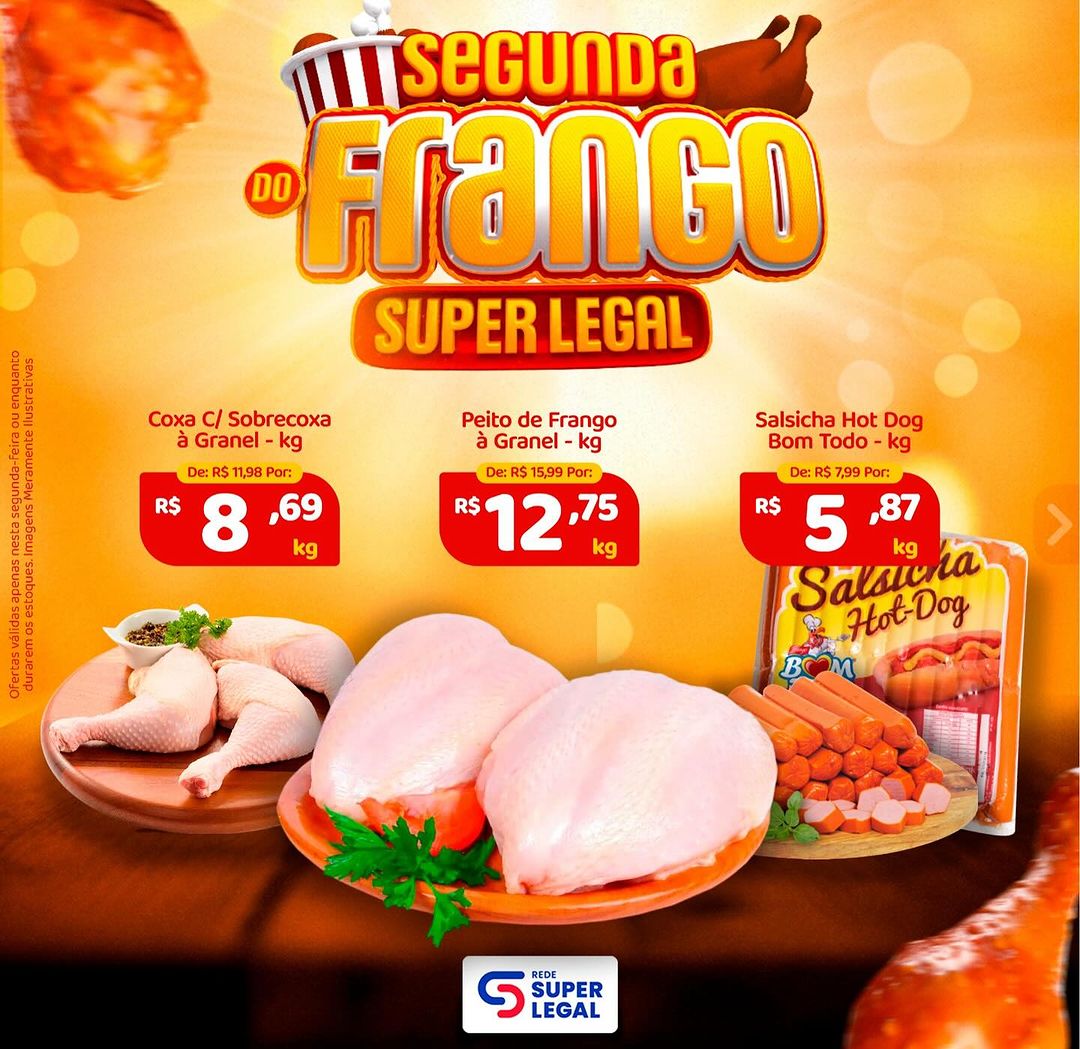 SEGUNDA
DO FRANGO
SUPER LEGAL
Coxa C/ Sobrecoxa
à Granel - kg
De: R$ 11,98 Por:
R$ 8,69
kg
Peito de Frango
à Granel - kg
De: R$ 15,99 Por:
R$ 12,75
kg
Salsicha Hot Dog
Bom Todo - kg
De: R$ 7,99 Por:
R$ 5,87
kg
Salsicha
Hot-Dog
BOM
Ofertas válidas apenas nesta segunda-feira ou enquanto
durarem os estoques. Imagens Meramente Ilustrativas
REDE
SUPER
LEGAL